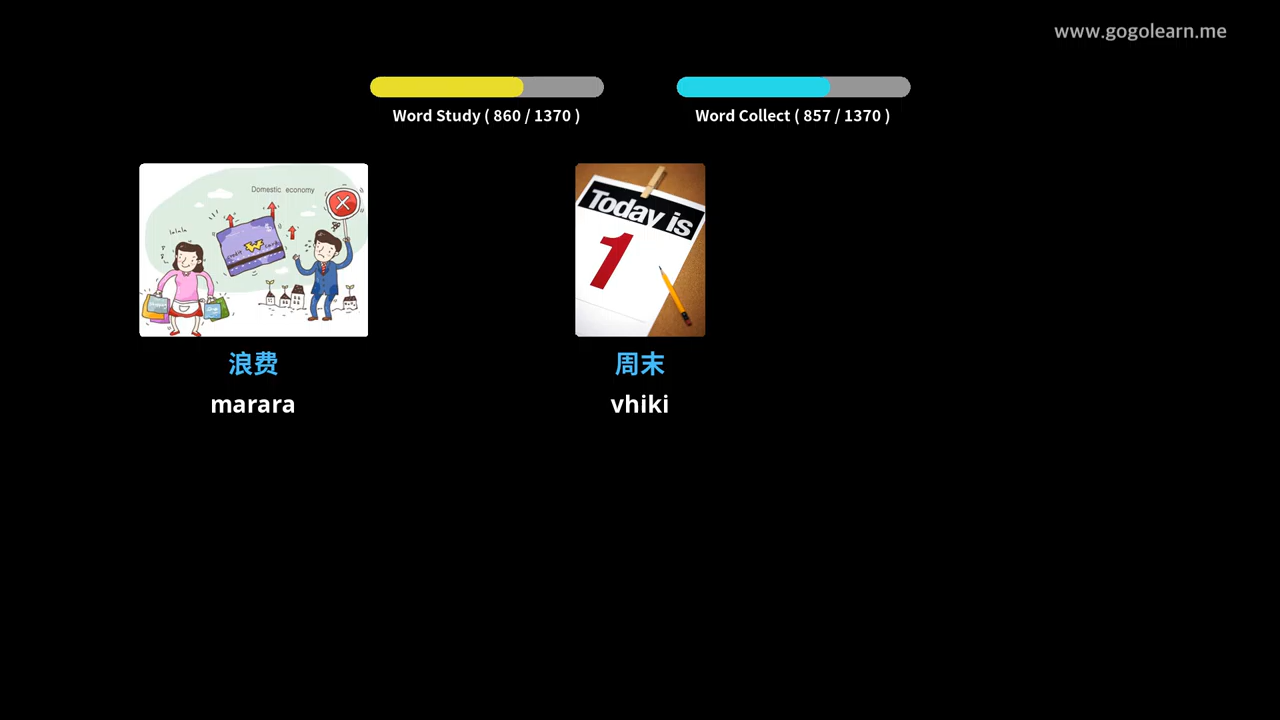 www.gogolearn.me
Word Study ( 860 / 1370 )
Word Collect ( 857 / 1370 )
Domestic economy
lalala
Today is
1
浪费
周末
marara
vhiki